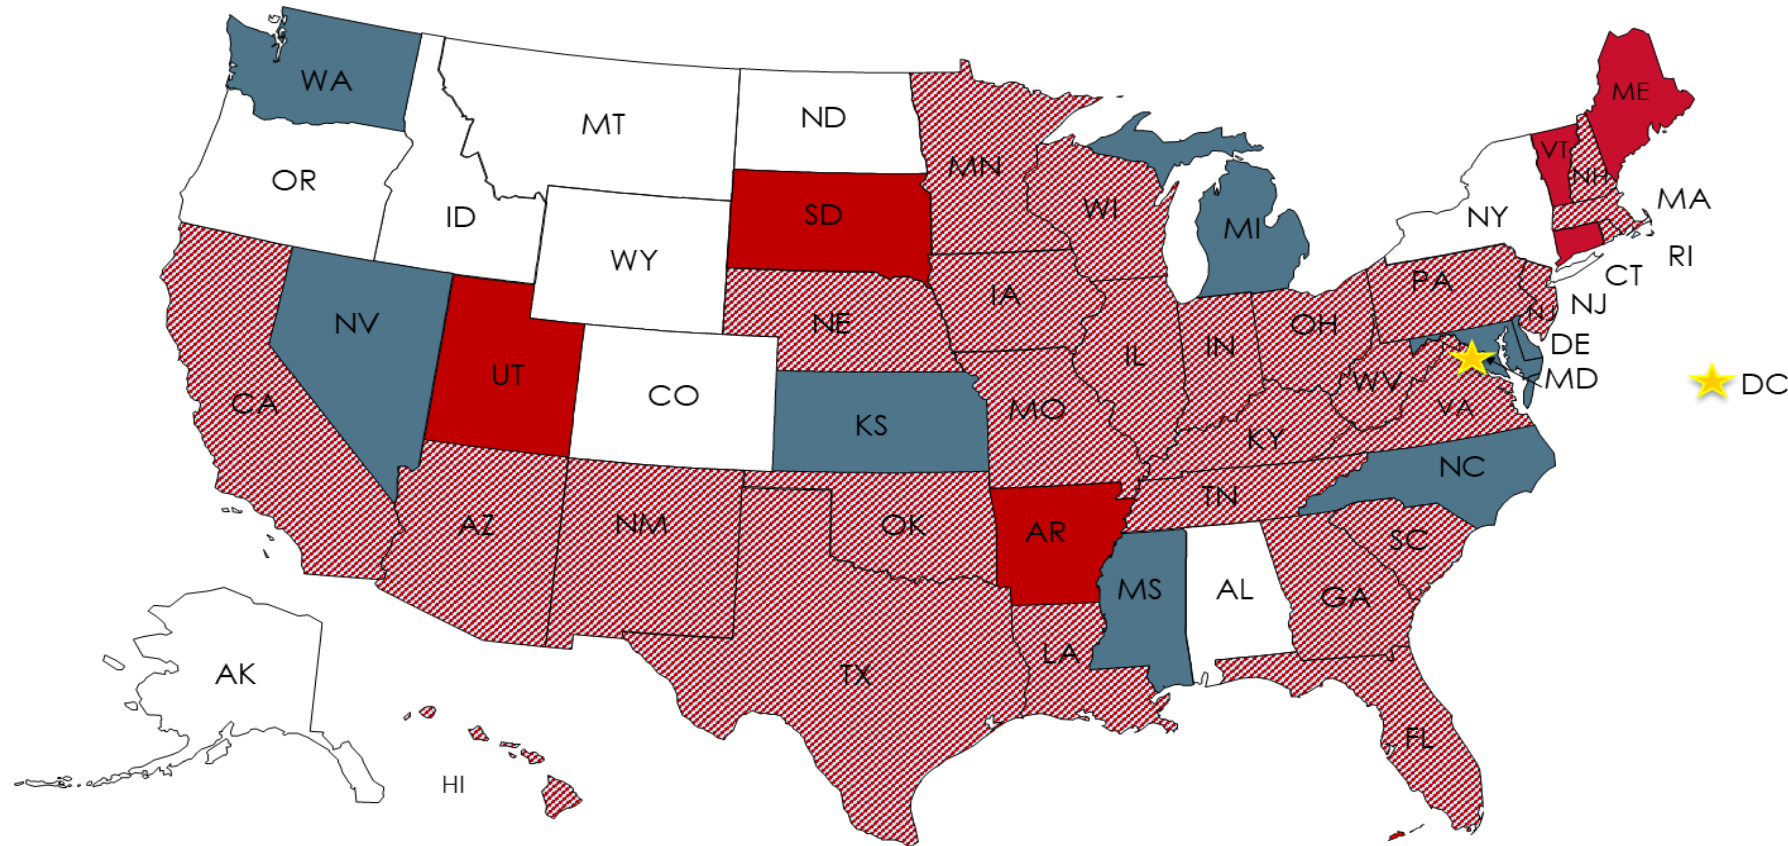 WA
MT
ND
OR
ID
WY
SD
MN
WI
MI
NY
VT
NH
ME
MA
RI
CT
NV
UT
CO
NE
IA
IL
IN
OH
PA
NJ
NJ
DE
MD
DC
CA
KS
MO
KY
WV
VA
AZ
NM
OK
AR
TN
NC
SC
MS
AL
GA
TX
LA
FL
AK
HI